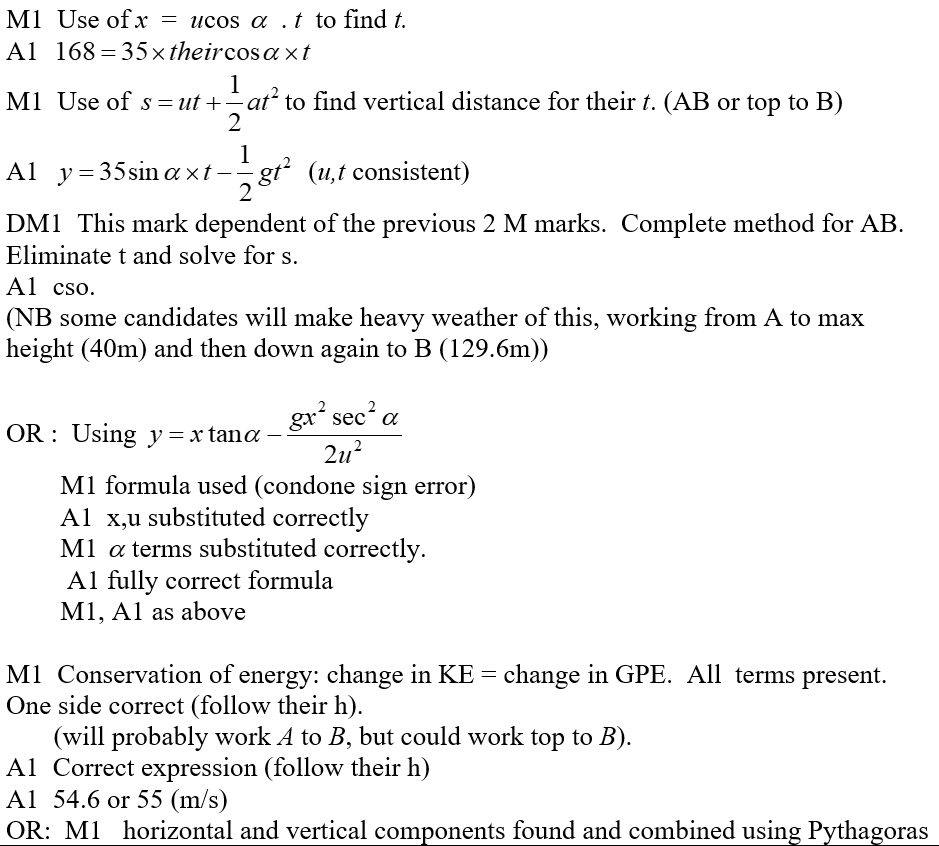 M1 Use of x = ucos α . t to find t.
A1 168 = 35 × their cos α × t
M1 Use of s = ut + 1/2 at² to find vertical distance for their t. (AB or top to B)
A1 y = 35 sin α × t − 1/2 gt² (u,t consistent)
DM1 This mark dependent of the previous 2 M marks. Complete method for AB.
Eliminate t and solve for s.
A1 cso.
(NB some candidates will make heavy weather of this, working from A to max
height (40m) and then down again to B (129.6m))
OR : Using y = x tan α − gx² sec² α / 2u²
M1 formula used (condone sign error)
A1 x,u substituted correctly
M1 α terms substituted correctly.
A1 fully correct formula
M1, A1 as above
M1 Conservation of energy: change in KE = change in GPE. All terms present.
One side correct (follow their h).
(will probably work A to B, but could work top to B).
A1 Correct expression (follow their h)
A1 54.6 or 55 (m/s)
OR: M1 horizontal and vertical components found and combined using Pythagoras